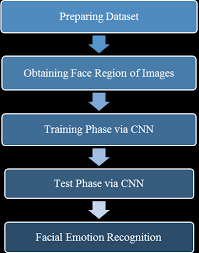 Preparing Dataset
Obtaining Face Region of Images
Training Phase via CNN
Test Phase via CNN
Facial Emotion Recognition